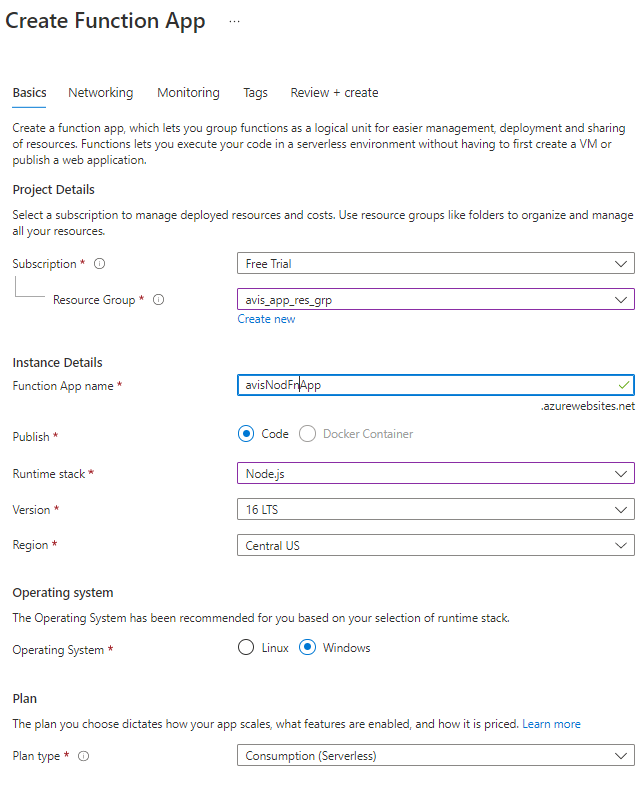 Create Function App ...
Basics Networking Monitoring Tags Review + create
Create a function app, which lets you group functions as a logical unit for easier management, deployment and sharing
of resources. Functions lets you execute your code in a serverless environment without having to first create a VM or
publish a web application.
Project Details
Select a subscription to manage deployed resources and costs. Use resource groups like folders to organize and manage
all your resources.
Subscription * Free Trial
Resource Group * avis_app_res_grp
Create new
Instance Details
Function App name * avisNodFnApp
.azurewebsites.net
Publish * Code Docker Container
Runtime stack * Node.js
Version * 16 LTS
Region * Central US
Operating system
The Operating System has been recommended for you based on your selection of runtime stack.
Operating System * Linux Windows
Plan
The plan you choose dictates how your app scales, what features are enabled, and how it is priced. Learn more
Plan type * Consumption (Serverless)